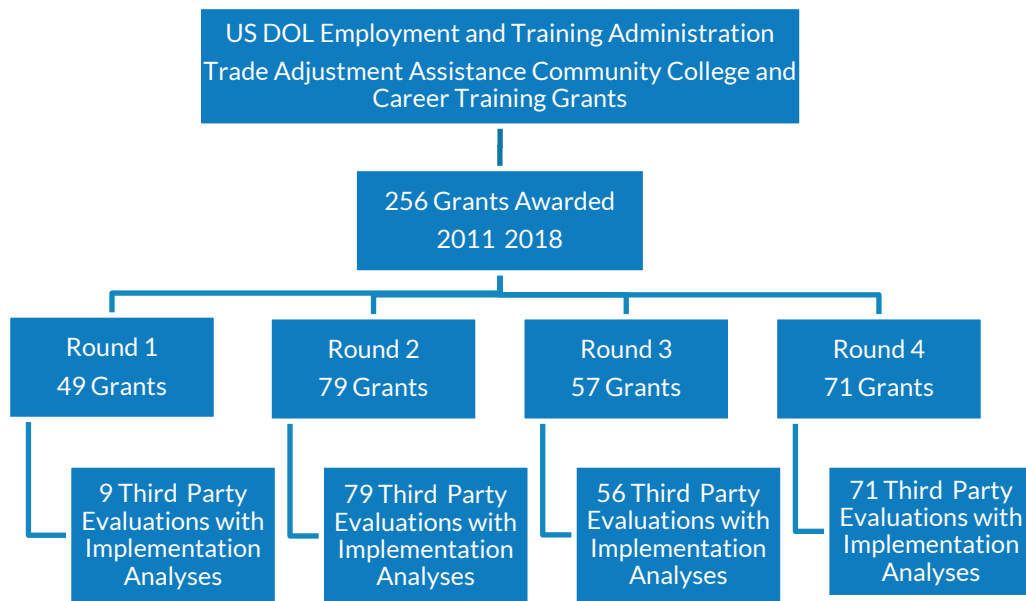 US DOL Employment and Training Administration
Trade Adjustment Assistance Community College and
Career Training Grants
256 Grants Awarded
2011 2018
Round 1
49 Grants
Round 2
79 Grants
Round 3
57 Grants
Round 4
71 Grants
9 Third Party
Evaluations with
Implementation
Analyses
79 Third Party
Evaluations with
Implementation
Analyses
56 Third Party
Evaluations with
Implementation
Analyses
71 Third Party
Evaluations with
Implementation
Analyses